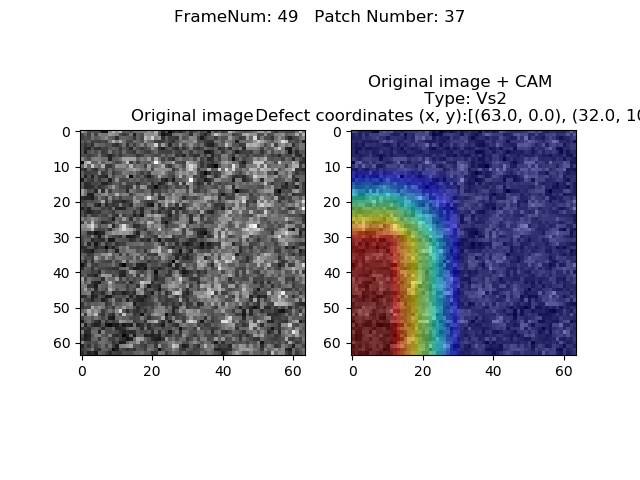 FrameNum: 49   Patch Number: 37
Original image + CAM
Type: Vs2
Original image
Defect coordinates (x, y):[(63.0, 0.0), (32.0, 10
0
10
20
30
40
50
60
0 20 40 60
0
10
20
30
40
50
60
0 20 40 60